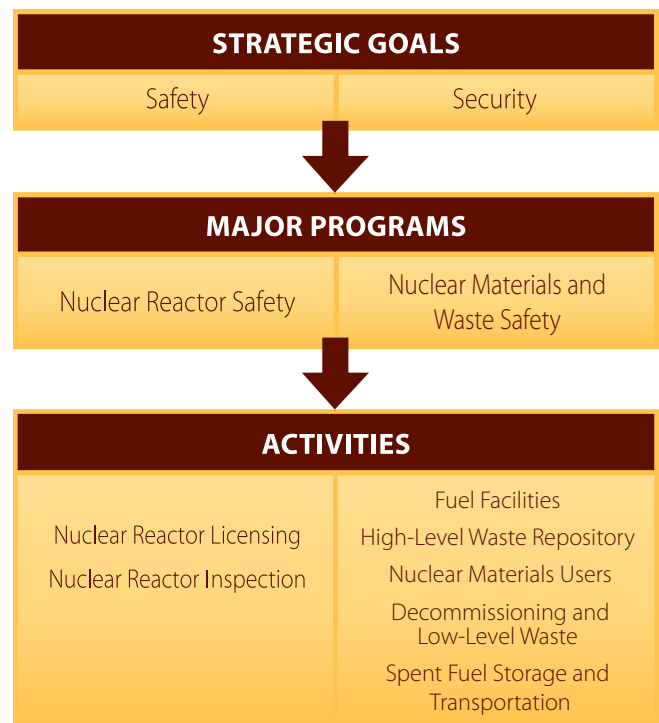 STRATEGIC GOALS
Safety
Security
MAJOR PROGRAMS
Nuclear Reactor Safety
Nuclear Materials and
Waste Safety
ACTIVITIES
Nuclear Reactor Licensing
Nuclear Reactor Inspection
Fuel Facilities
High-Level Waste Repository
Nuclear Materials Users
Decommissioning and
Low-Level Waste
Spent Fuel Storage and
Transportation